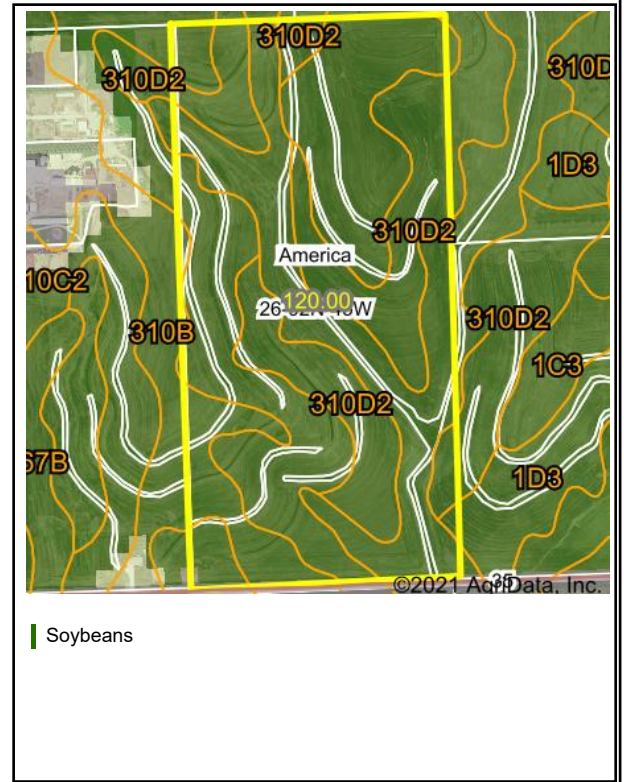 310D2
310D2
310D
1D3
310D2
America
10C2
120.00
310B
310D2
1C3
310D2
67B
1D3
©2021 AgriData, Inc.
Soybeans